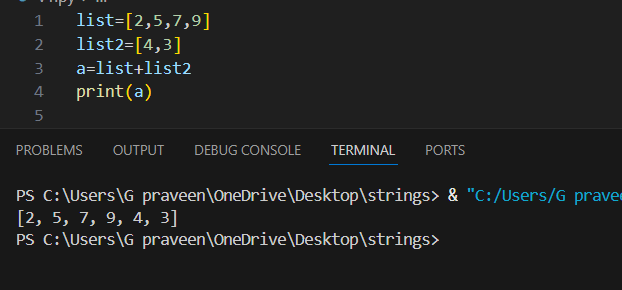 1 list=[2,5,7,9]
2 list2=[4,3]
3 a=list+list2
4 print(a)
5
PROBLEMS OUTPUT DEBUG CONSOLE TERMINAL PORTS
PS C:\Users\G praveen\OneDrive\Desktop\strings> & "C:/Users/G
[2, 5, 7, 9, 4, 3]
PS C:\Users\G praveen\OneDrive\Desktop\strings>